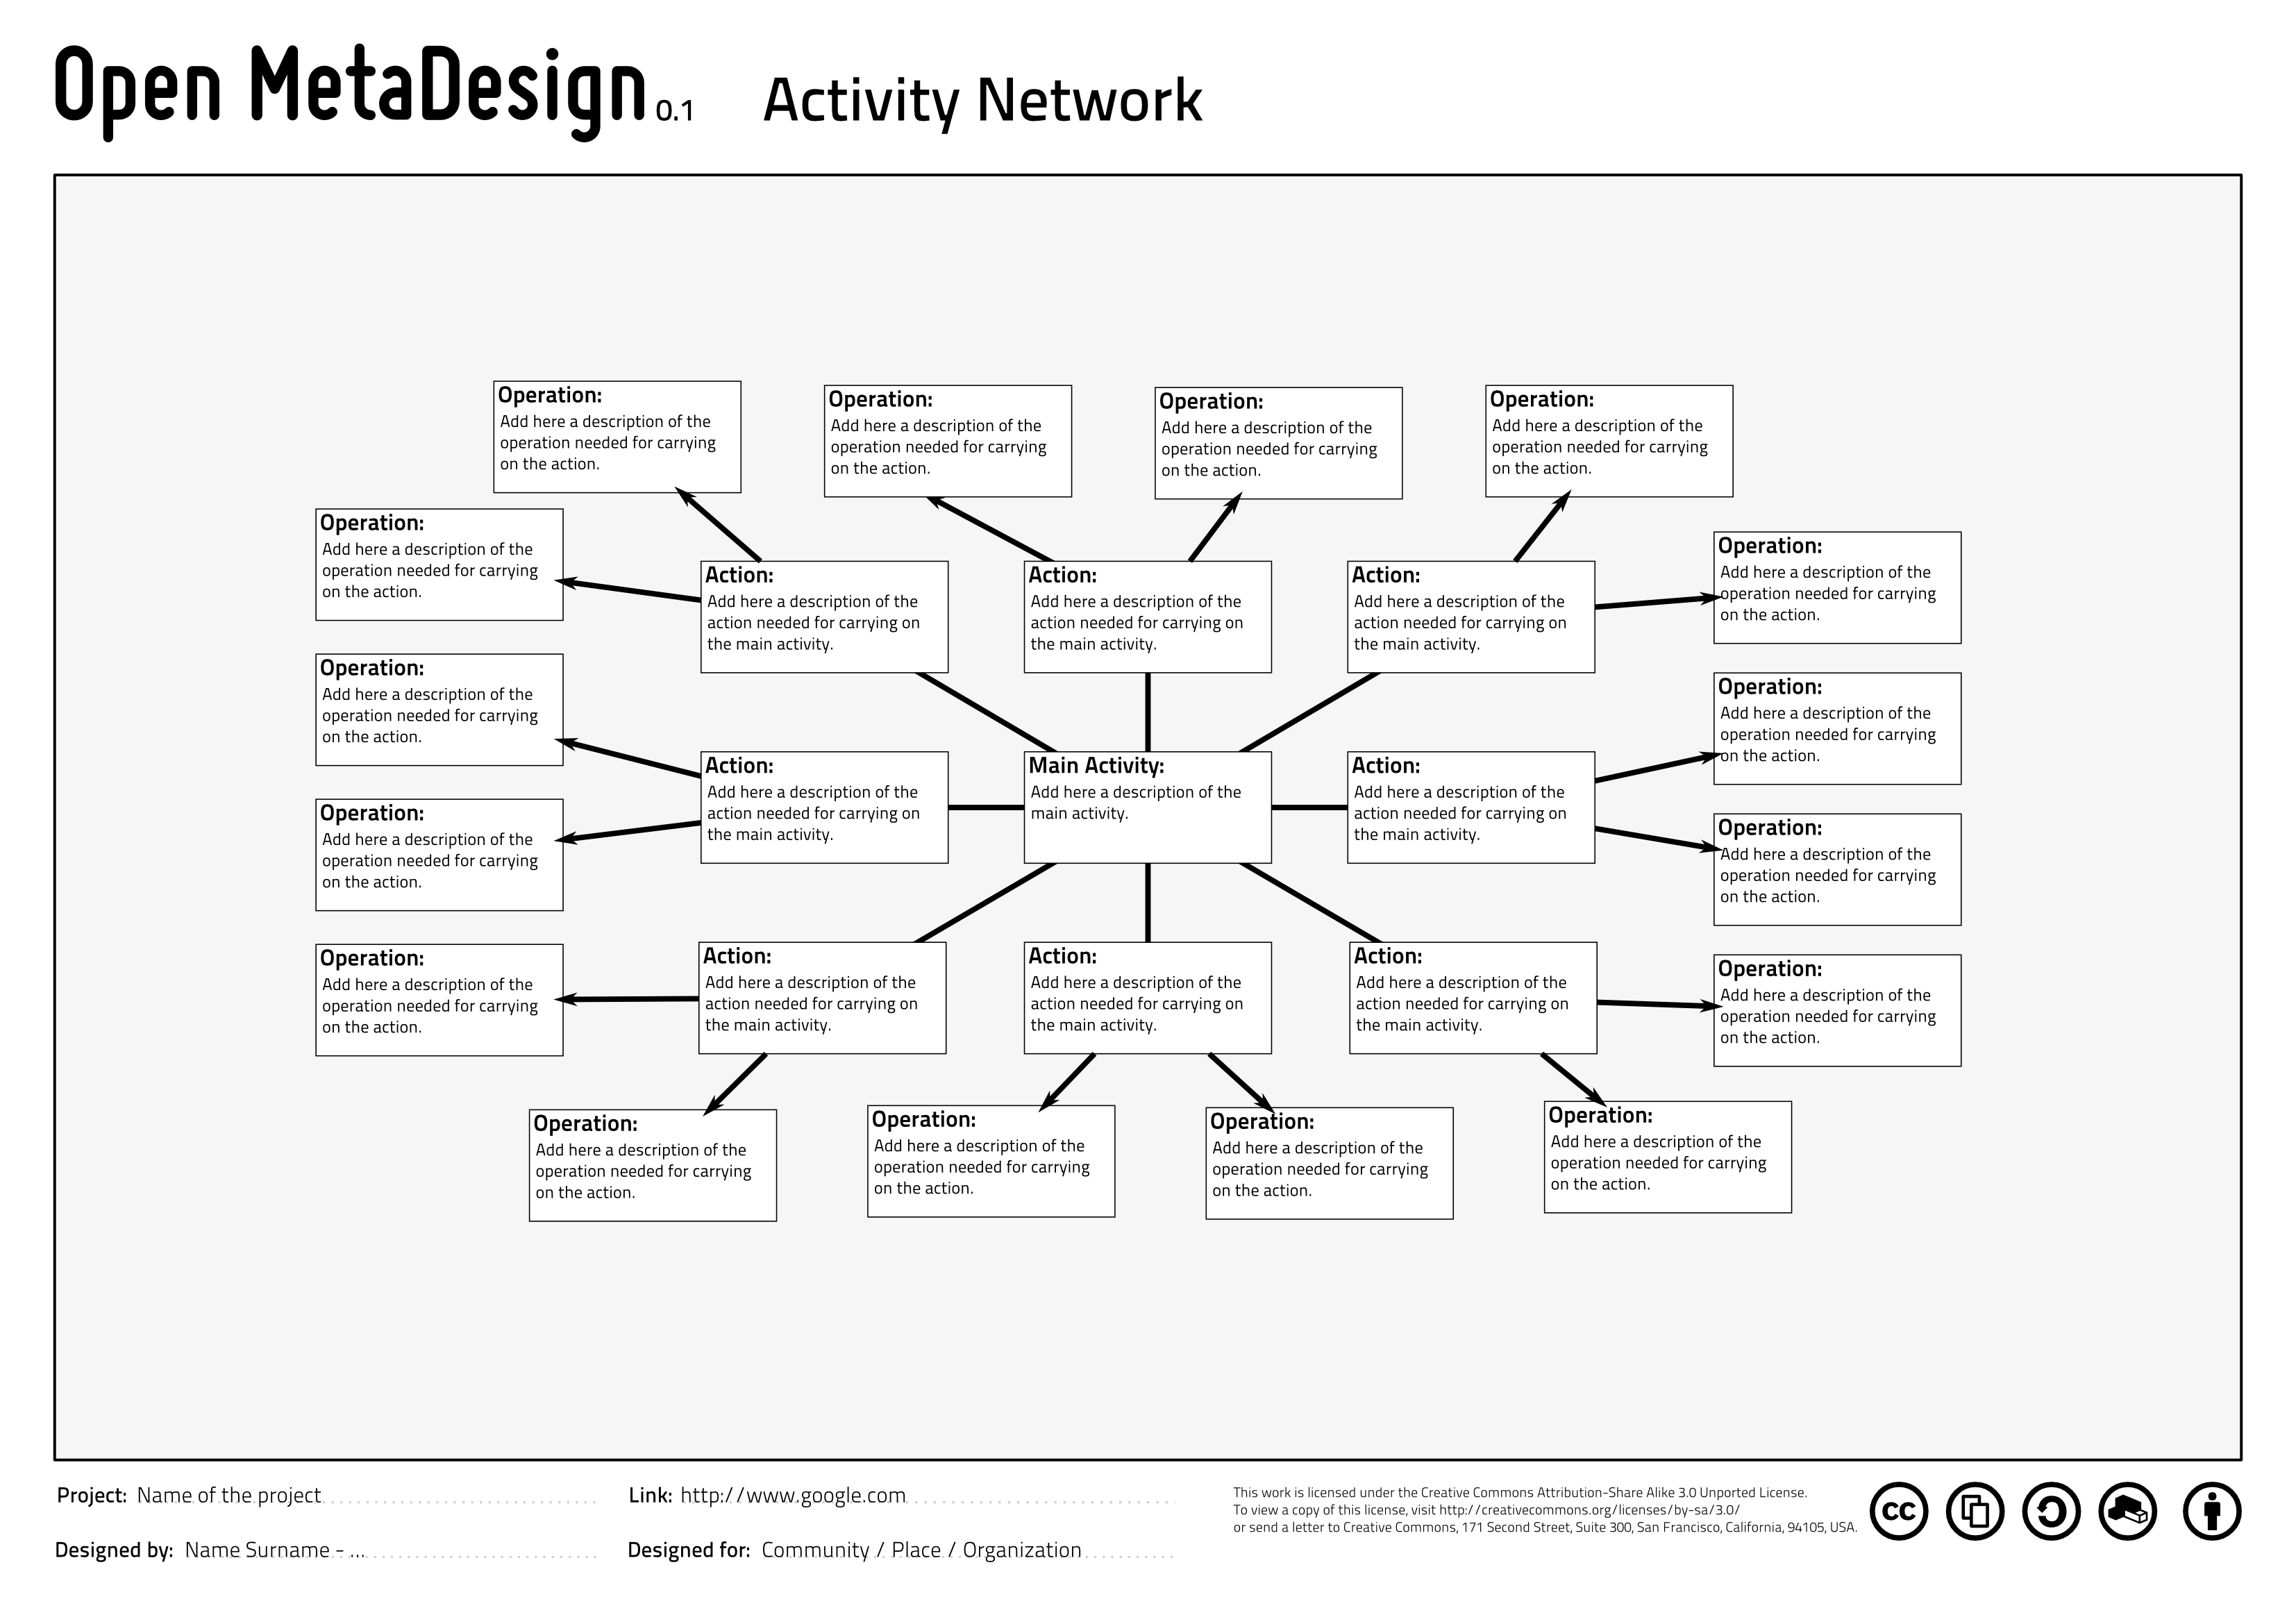 Open MetaDesign 0.1 Activity Network
Operation:
Add here a description of the
operation needed for carrying
on the action.
Operation:
Add here a description of the
operation needed for carrying
on the action.
Operation:
Add here a description of the
operation needed for carrying
on the action.
Operation:
Add here a description of the
operation needed for carrying
on the action.
Operation:
Add here a description of the
operation needed for carrying
on the action.
Operation:
Add here a description of the
operation needed for carrying
on the action.
Action:
Add here a description of the
action needed for carrying on
the main activity.
Action:
Add here a description of the
action needed for carrying on
the main activity.
Action:
Add here a description of the
action needed for carrying on
the main activity.
Operation:
Add here a description of the
operation needed for carrying
on the action.
Operation:
Add here a description of the
operation needed for carrying
on the action.
Action:
Add here a description of the
action needed for carrying on
the main activity.
Main Activity:
Add here a description of the
main activity.
Action:
Add here a description of the
action needed for carrying on
the main activity.
Operation:
Add here a description of the
operation needed for carrying
on the action.
Operation:
Add here a description of the
operation needed for carrying
on the action.
Operation:
Add here a description of the
operation needed for carrying
on the action.
Action:
Add here a description of the
action needed for carrying on
the main activity.
Action:
Add here a description of the
action needed for carrying on
the main activity.
Action:
Add here a description of the
action needed for carrying on
the main activity.
Operation:
Add here a description of the
operation needed for carrying
on the action.
Operation:
Add here a description of the
operation needed for carrying
on the action.
Operation:
Add here a description of the
operation needed for carrying
on the action.
Operation:
Add here a description of the
operation needed for carrying
on the action.
Operation:
Add here a description of the
operation needed for carrying
on the action.
Project: Name of the project
Link: http://www.google.com
Designed by: Name Surname - ...
Designed for: Community / Place / Organization
This work is licensed under the Creative Commons Attribution-Share Alike 3.0 Unported License.
To view a copy of this license, visit http://creativecommons.org/licenses/by-sa/3.0/
or send a letter to Creative Commons, 171 Second Street, Suite 300, San Francisco, California, 94105, USA.
cc